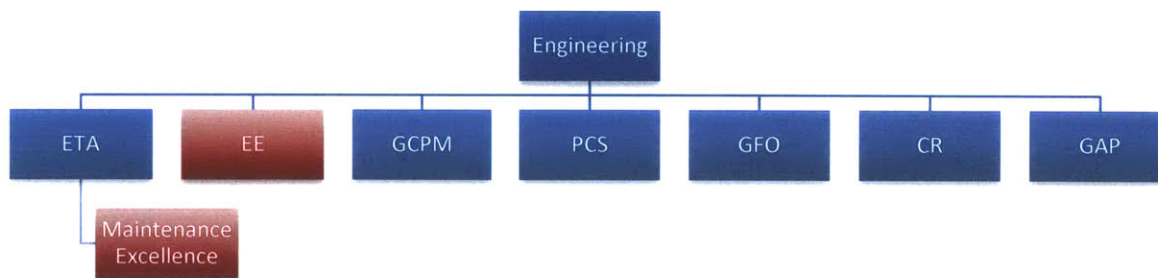 Engineering
ETA
EE
GCPM
PCS
GFO
CR
GAP
Maintenance
Excellence